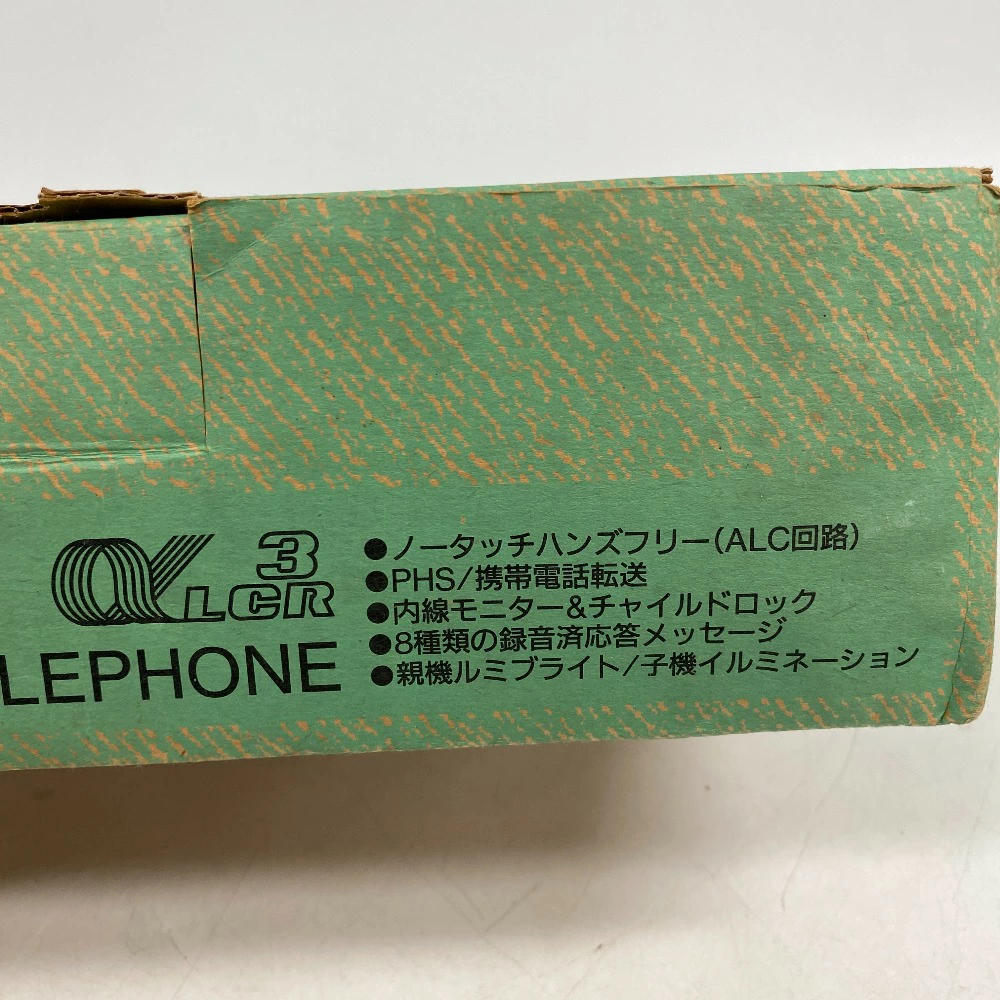 α LCR 3
LEPHONE
●ノータッチハンズフリー(ALC回路)
●PHS/携帯電話転送
●内線モニター&チャイルドロック
●8種類の録音済応答メッセージ
●親機ルミブライト/子機イルミネーション